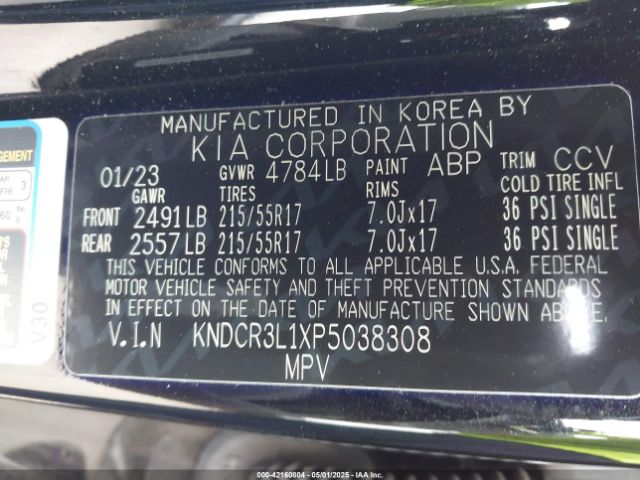 MANUFACTURED IN KOREA BY
KIA CORPORATION
01/23 GVWR 4784LB PAINT ABP TRIM CCV
GAWR TIRES RIMS COLD TIRE INFL
FRONT 2491LB 215/55R17 7.0Jx17 36 PSI SINGLE
REAR 2557LB 215/55R17 7.0Jx17 36 PSI SINGLE
THIS VEHICLE CONFORMS TO ALL APPLICABLE U.S.A. FEDERAL
MOTOR VEHICLE SAFETY AND THEFT PREVENTION STANDARDS
IN EFFECT ON THE DATE OF MANUFACTURE SHOWN ABOVE.
V.I.N KNDCR3L1XP5038308
MPV
3
V30
000-42160804 - 05/01/2025 - IAAI.COM